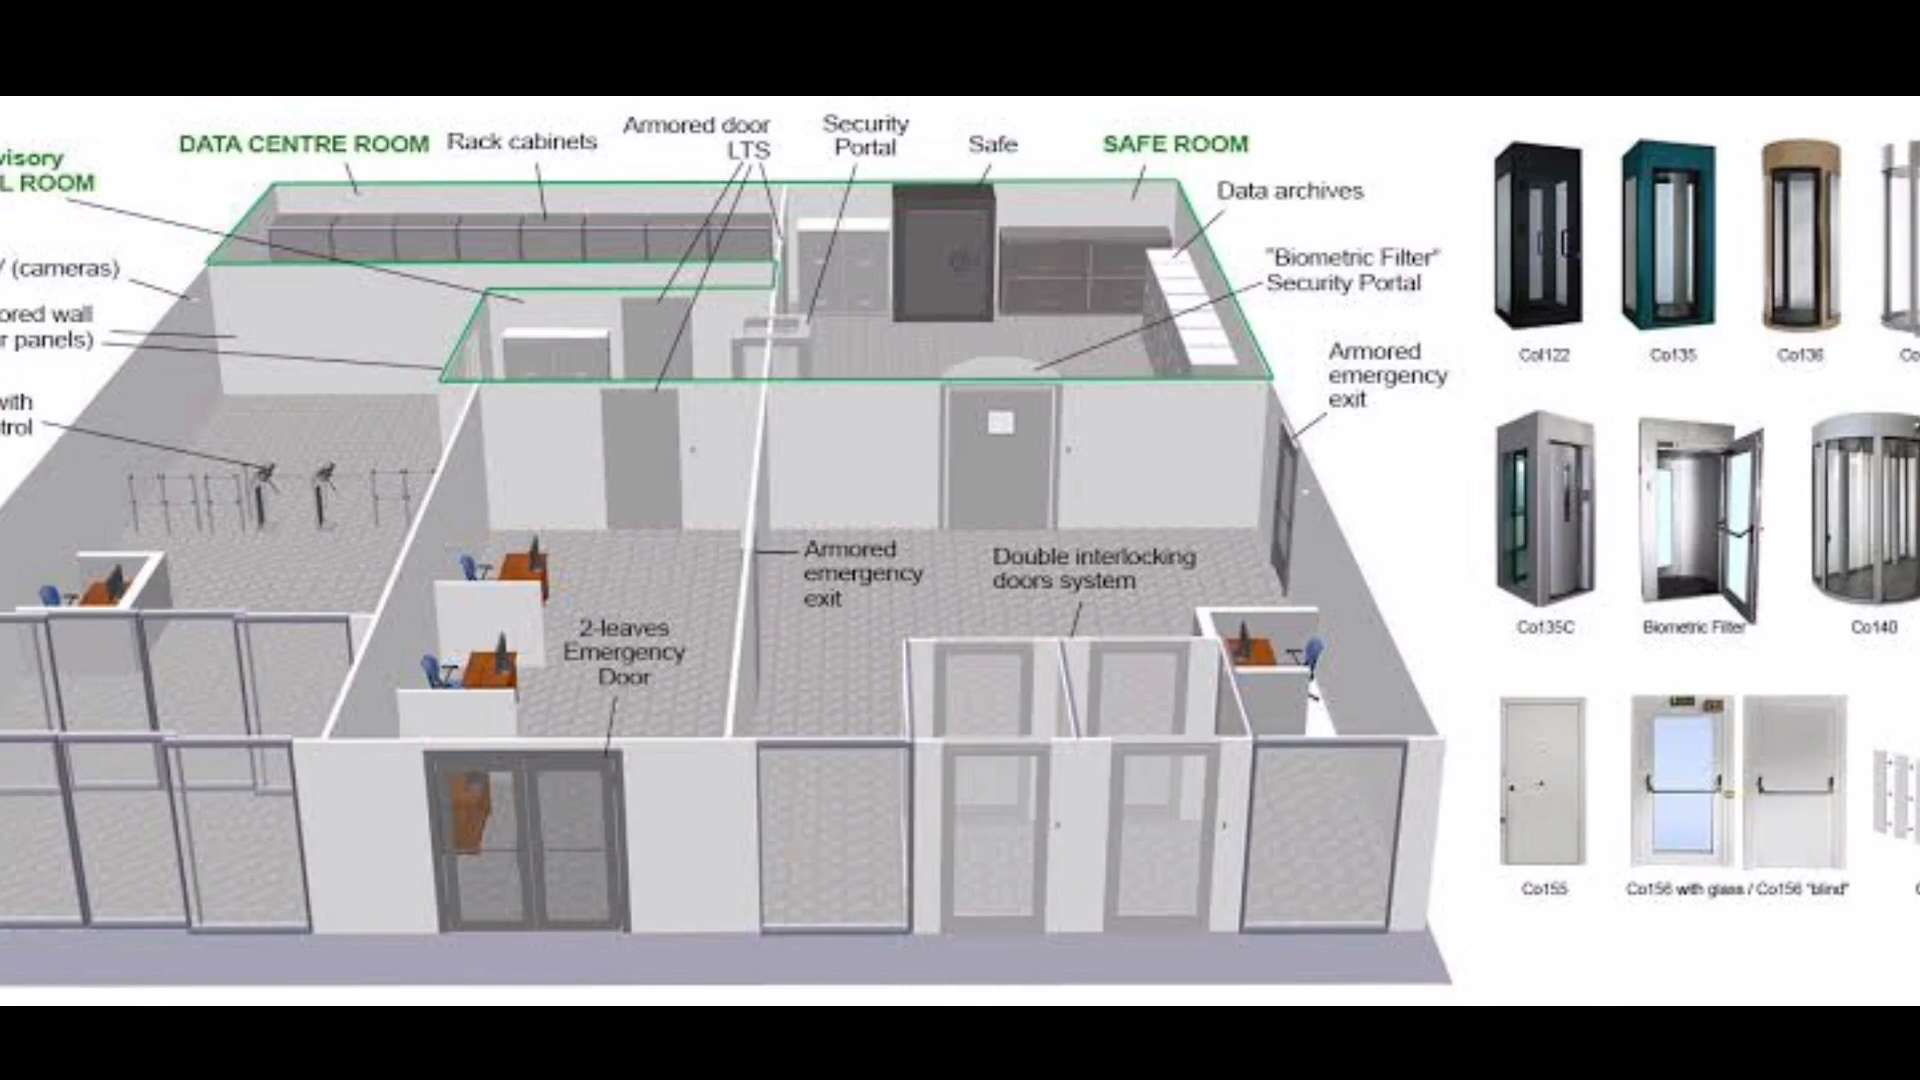 visory
L ROOM
DATA CENTRE ROOM
Rack cabinets
Armored door
LTS
Security
Portal
Safe
SAFE ROOM
Data archives
"Biometric Filter"
Security Portal
Armored
emergency
exit
(cameras)
ored wall
r panels)
with
trol
Armored
emergency
exit
Double interlocking
doors system
2-leaves
Emergency
Door
Col122
Co135
Co136
Co
Co135C
Biometric Filter
Co140
Co155
Co156 with glass / Co156 "blind"